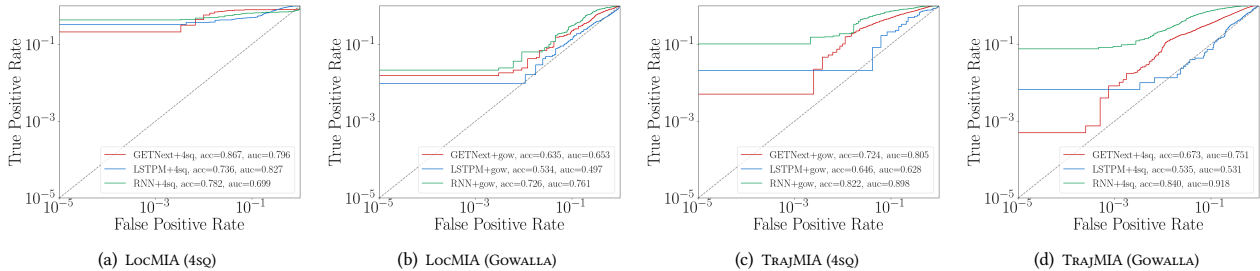 True Positive Rate
10⁻¹
10⁻³
10⁻⁵
GETNext+4sq, acc=0.867, auc=0.796
LSTPM+4sq, acc=0.736, auc=0.827
RNN+4sq, acc=0.782, auc=0.699
10⁻⁵ 10⁻³ 10⁻¹
False Positive Rate
(a) LocMIA (4sq)
True Positive Rate
10⁻¹
10⁻³
10⁻⁵
GETNext+gow, acc=0.635, auc=0.653
LSTPM+gow, acc=0.534, auc=0.497
RNN+gow, acc=0.726, auc=0.761
10⁻⁵ 10⁻³ 10⁻¹
False Positive Rate
(b) LocMIA (Gowalla)
True Positive Rate
10⁻¹
10⁻³
10⁻⁵
GETNext+gow, acc=0.724, auc=0.805
LSTPM+gow, acc=0.646, auc=0.628
RNN+gow, acc=0.822, auc=0.898
10⁻⁵ 10⁻³ 10⁻¹
False Positive Rate
(c) TrajMIA (4sq)
True Positive Rate
10⁻¹
10⁻³
10⁻⁵
GETNext+4sq, acc=0.673, auc=0.751
LSTPM+4sq, acc=0.535, auc=0.531
RNN+4sq, acc=0.840, auc=0.918
10⁻⁵ 10⁻³ 10⁻¹
False Positive Rate
(d) TrajMIA (Gowalla)